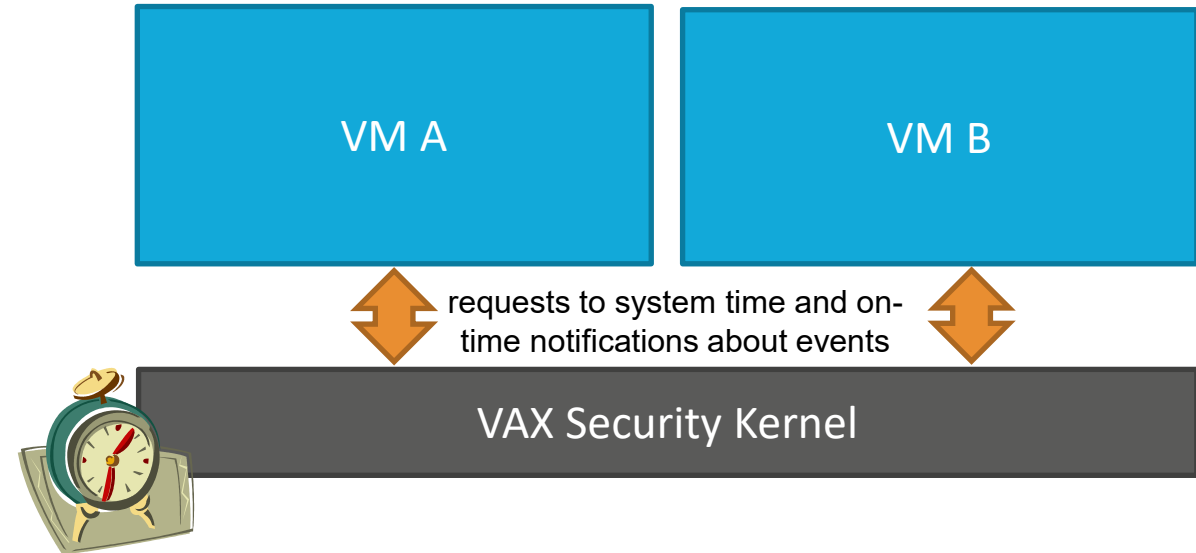 VM A
VM B
requests to system time and on-
time notifications about events
VAX Security Kernel